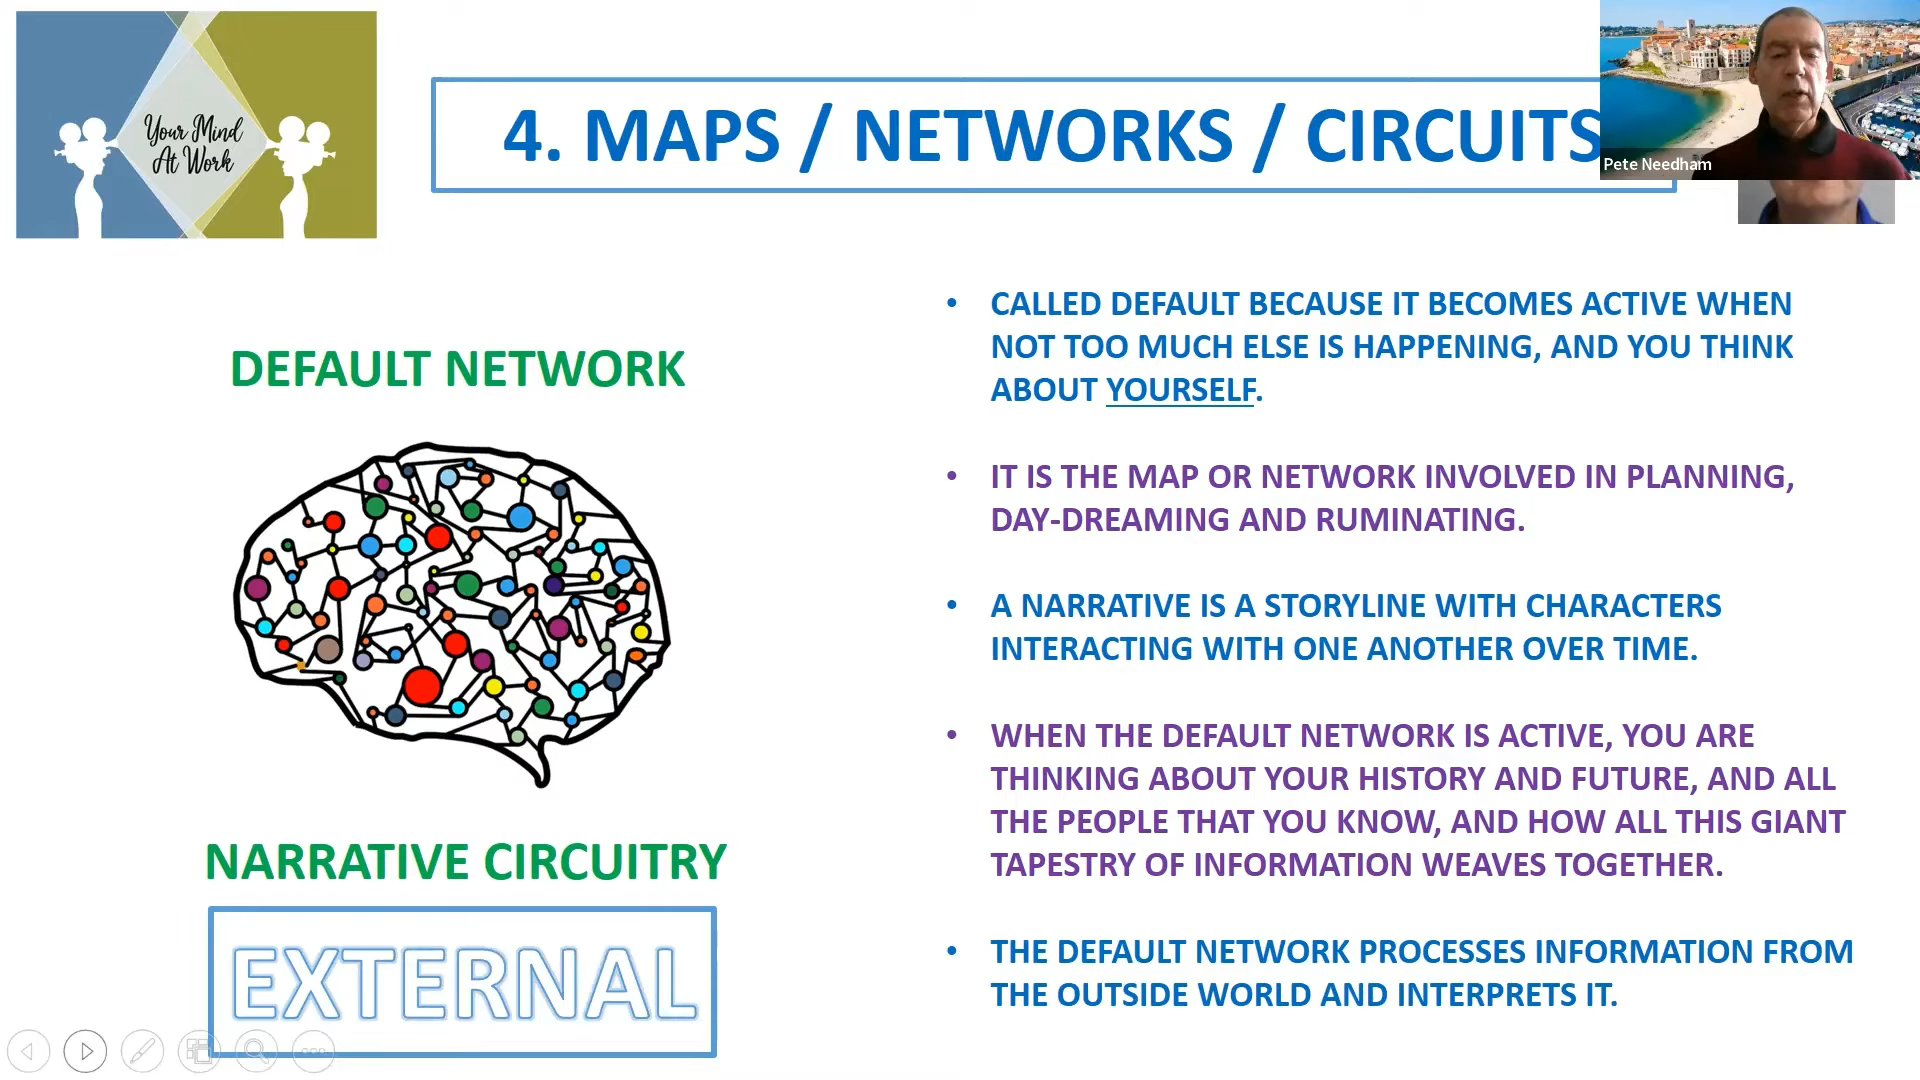 Your Mind
At Work
4. MAPS / NETWORKS / CIRCUITS
Pete Needham
DEFAULT NETWORK
NARRATIVE CIRCUITRY
EXTERNAL
• CALLED DEFAULT BECAUSE IT BECOMES ACTIVE WHEN
NOT TOO MUCH ELSE IS HAPPENING, AND YOU THINK
ABOUT YOURSELF.
• IT IS THE MAP OR NETWORK INVOLVED IN PLANNING,
DAY-DREAMING AND RUMINATING.
• A NARRATIVE IS A STORYLINE WITH CHARACTERS
INTERACTING WITH ONE ANOTHER OVER TIME.
• WHEN THE DEFAULT NETWORK IS ACTIVE, YOU ARE
THINKING ABOUT YOUR HISTORY AND FUTURE, AND ALL
THE PEOPLE THAT YOU KNOW, AND HOW ALL THIS GIANT
TAPESTRY OF INFORMATION WEAVES TOGETHER.
• THE DEFAULT NETWORK PROCESSES INFORMATION FROM
THE OUTSIDE WORLD AND INTERPRETS IT.